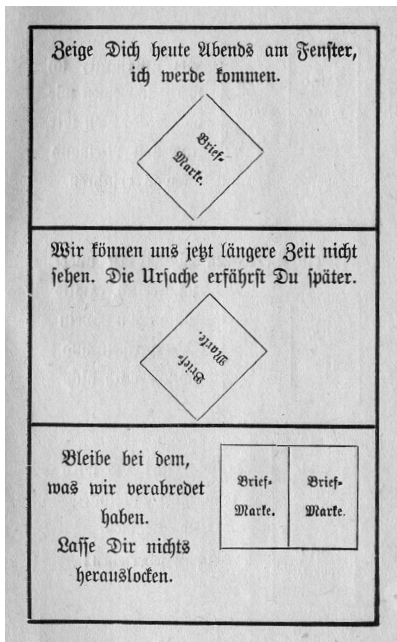 Zeige Dich heute Abends am Fenster,
ich werde kommen.
Brief-
Marke.
Wir können uns jetzt längere Zeit nicht
sehen. Die Ursache erfährst Du später.
Brief-
Marke.
Bleibe bei dem,
was wir verabredet
haben.
Lasse Dir nichts
herauslocken.
Brief-
Marke.
Brief-
Marke.